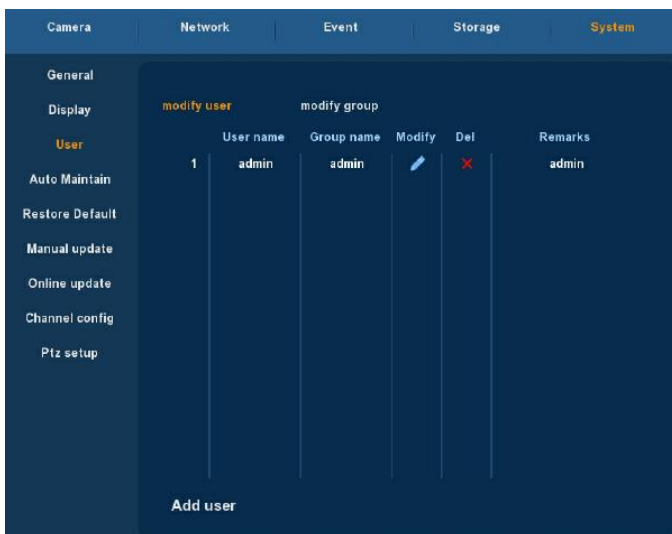 Camera Network Event Storage System
General
Display
User
Auto Maintain
Restore Default
Manual update
Online update
Channel config
Ptz setup
modify user modify group
User name Group name Modify Del Remarks
1 admin admin admin
Add user